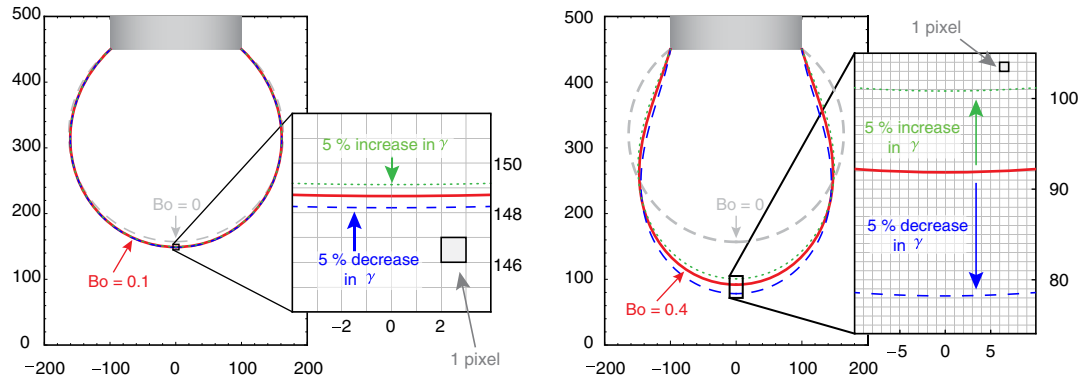 500
400
300
200
100
0
−200
−100
0
100
200
Bo = 0
Bo = 0.1
5 % increase in γ
5 % decrease
in γ
1 pixel
150
148
146
−2
0
2
500
400
300
200
100
0
−200
−100
0
100
200
Bo = 0
Bo = 0.4
1 pixel
5 % increase
in γ
5 % decrease
in γ
100
90
80
−5
0
5